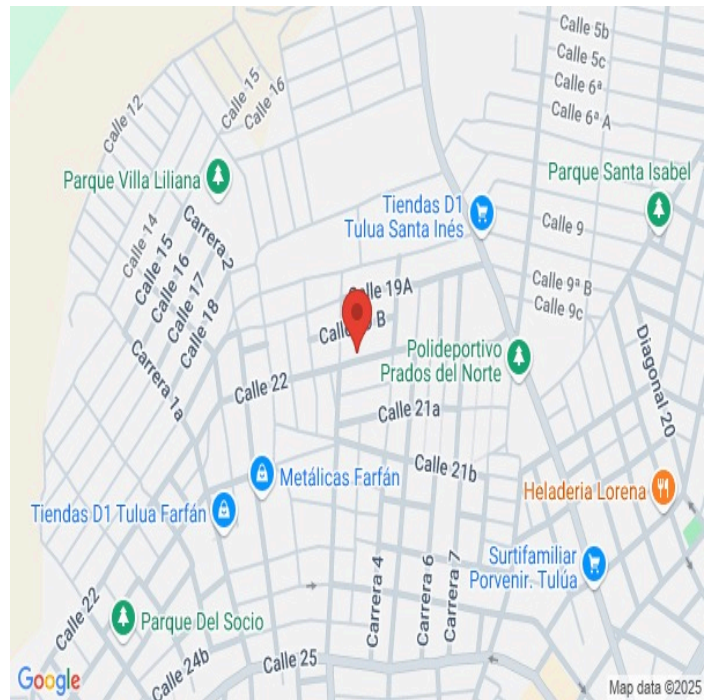 Calle 5b
Calle 5c
Calle 6ª
Calle 6ª A
Calle 15
Calle 16
Calle 12
Parque Villa Liliana
Parque Santa Isabel
Tiendas D1
Tulua Santa Inés
Calle 9
Calle 14
Calle 15
Calle 16
Calle 17
Calle 18
Carrera 2
Calle 9ª B
Calle 9c
Calle 19A
Polideportivo
Prados del Norte
Diagonal 20
Carrera 1a
Calle 22
Calle 21a
Calle 21b
Metálicas Farfán
Heladeria Lorena
Tiendas D1 Tulua Farfán
Surtifamiliar
Porvenir. Tulúa
Carrera 4
Carrera 6
Carrera 7
Calle 22
Parque Del Socio
Calle 24b
Calle 25
Google
Map data ©2025